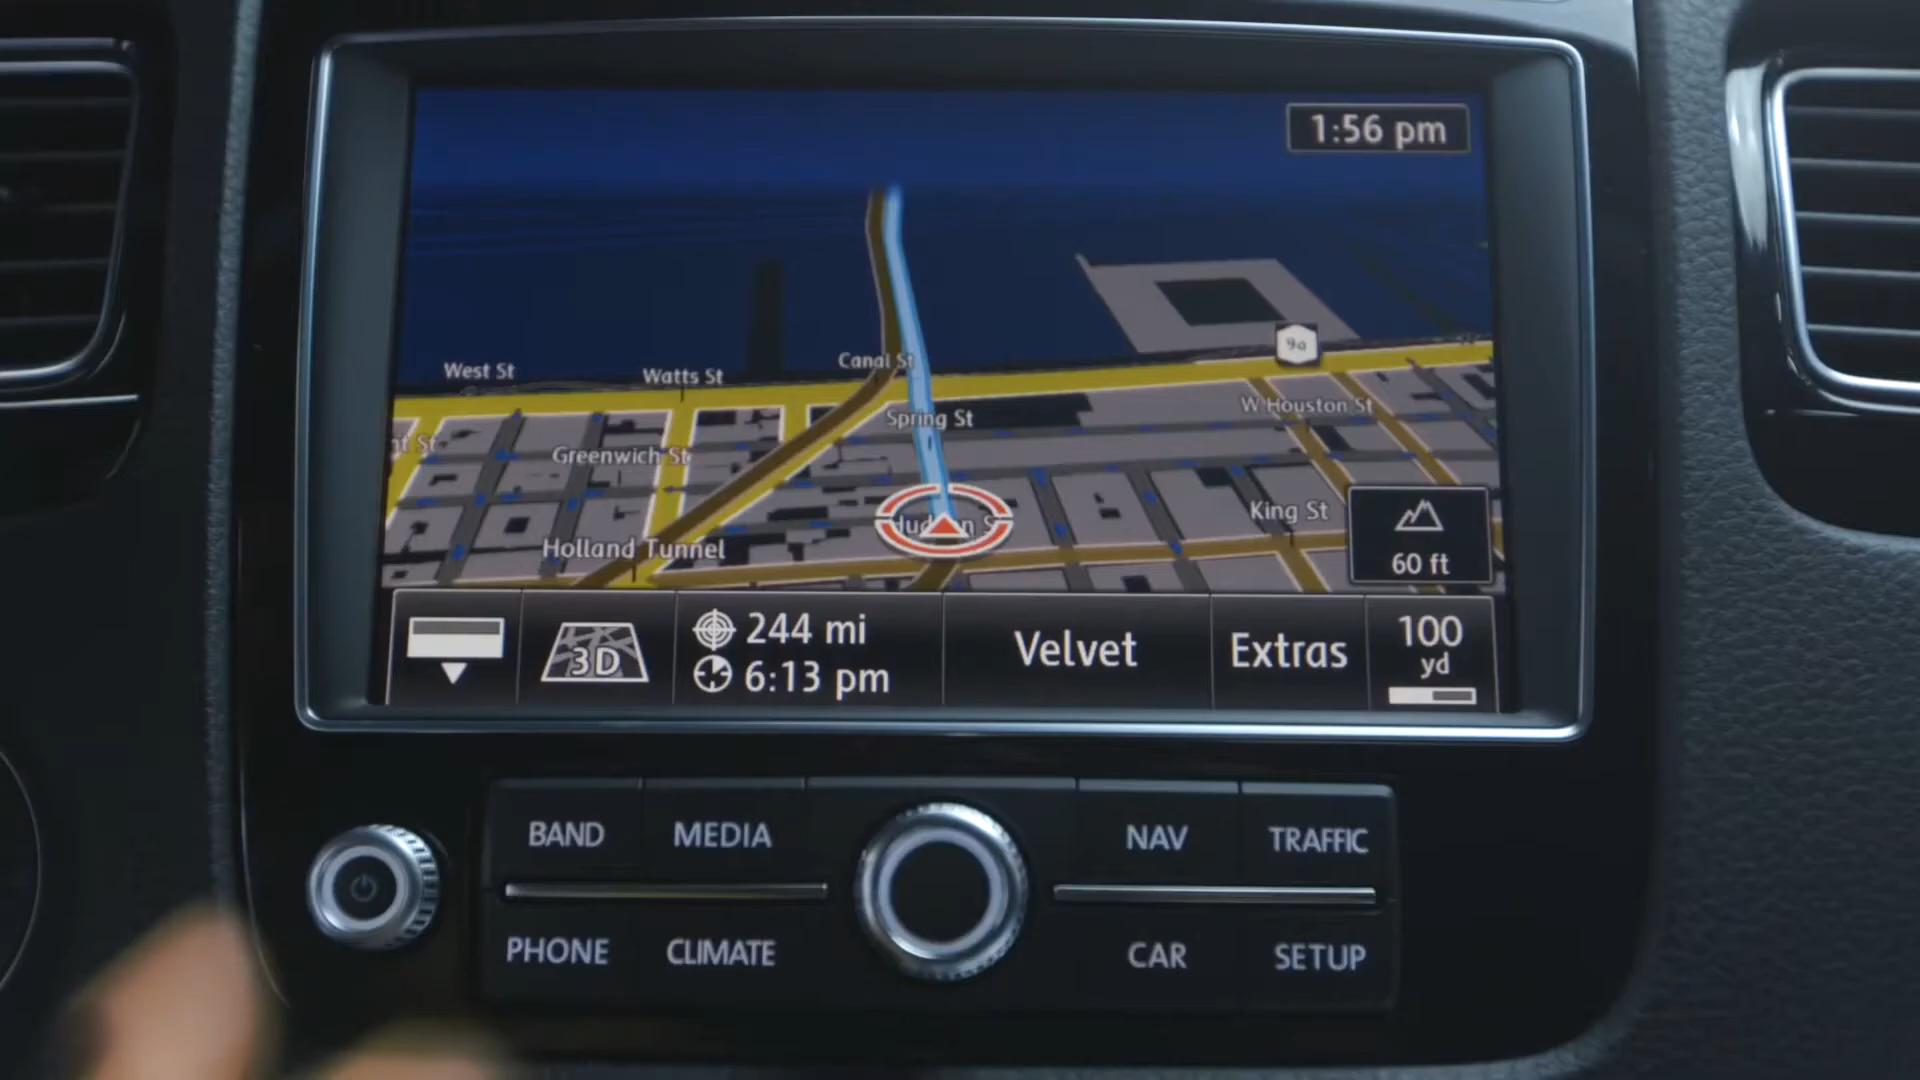 1:56 pm
9a
West St
Watts St
Canal St
Spring St
W Houston St
Greenwich St
King St
Holland Tunnel
60 ft
3D
244 mi
6:13 pm
Velvet
Extras
100
yd
BAND
MEDIA
NAV
TRAFFIC
PHONE
CLIMATE
CAR
SETUP